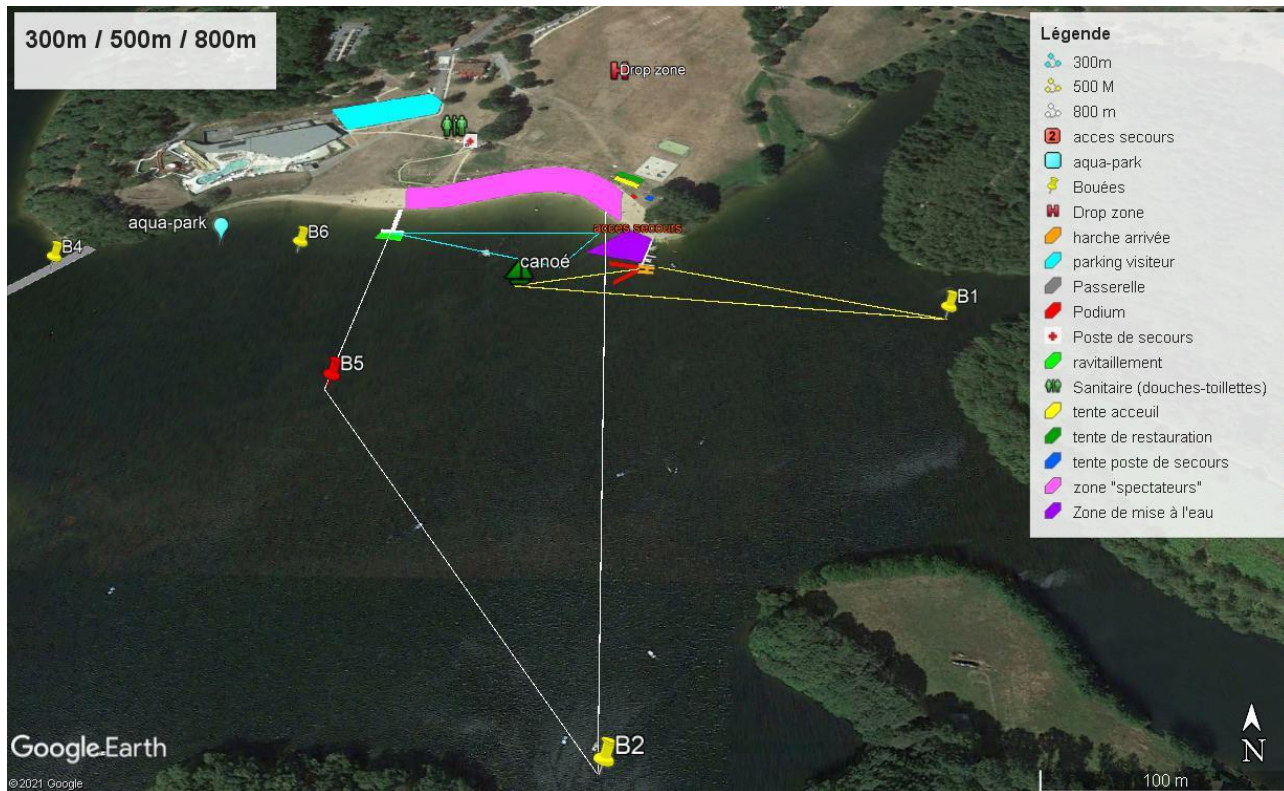 300m / 500m / 800m
Légende
300m
500 M
800 m
2 acces secours
aqua-park
Bouées
H Drop zone
harche arrivée
parking visiteur
Passerelle
Podium
Poste de secours
ravitaillement
Sanitaire (douches-toillettes)
tente acceuil
tente de restauration
tente poste de secours
zone "spectateurs"
Zone de mise à l'eau
H Drop zone
aqua-park
B4
B6
acces secours
canoé
B1
B5
B2
Google Earth
©2021 Google
N
100 m